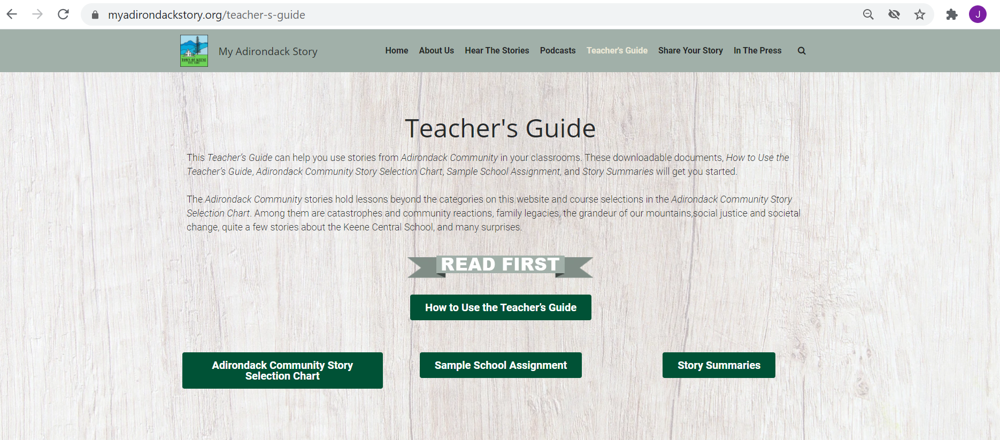 myadirondackstory.org/teacher-s-guide
J
TOWN OF KEENE
My Adirondack Story
Home About Us Hear The Stories Podcasts Teacher's Guide Share Your Story In The Press
Teacher's Guide
This Teacher’s Guide can help you use stories from Adirondack Community in your classrooms. These downloadable documents, How to Use the
Teacher’s Guide, Adirondack Community Story Selection Chart, Sample School Assignment, and Story Summaries will get you started.
The Adirondack Community stories hold lessons beyond the categories on this website and course selections in the Adirondack Community Story
Selection Chart. Among them are catastrophes and community reactions, family legacies, the grandeur of our mountains,social justice and societal
change, quite a few stories about the Keene Central School, and many surprises.
READ FIRST
How to Use the Teacher’s Guide
Adirondack Community Story
Selection Chart
Sample School Assignment
Story Summaries